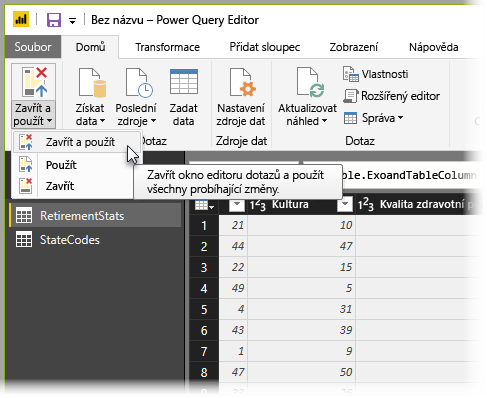 Bez názvu – Power Query Editor
Soubor Domů Transformace Přidat sloupec Zobrazení Nápověda
Zavřít a použít
Získat data
Poslední zdroje
Zadat data
Nastavení zdroje dat
Aktualizovat náhled
Vlastnosti
Rozšířený editor
Správa
Dotaz
Zdroje dat
Dotaz
Zavřít a použít
Použít
Zavřít
Zavřít okno editoru dotazů a použít
všechny probíhající změny.
ble.ExoandTableColumn
RetirementStats
StateCodes
1²3 Kultura 1²3 Kvalita zdravotní p
1 21 10
2 44 47
3 22 15
4 49 5
5 4 31
6 43 39
7 1 9
8 47 50